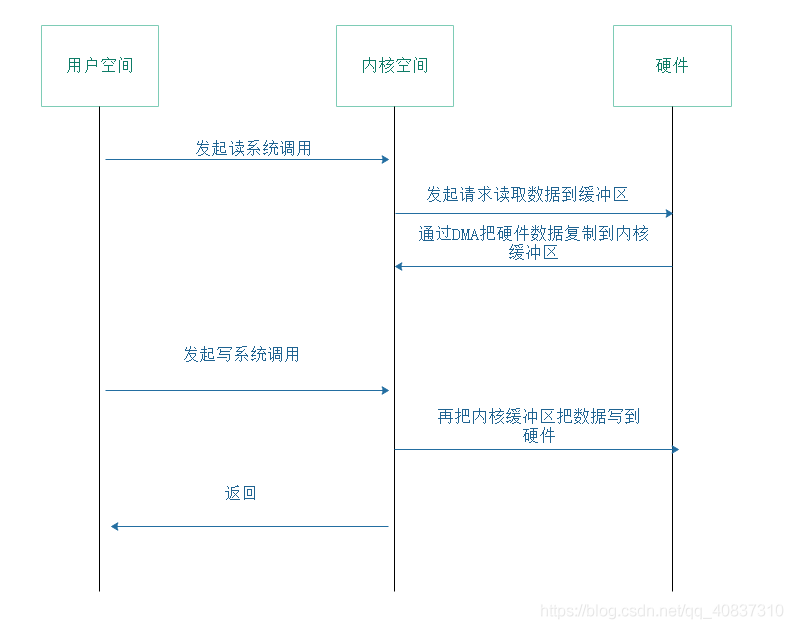 用户空间
内核空间
硬件
发起读系统调用
发起请求读取数据到缓冲区
通过DMA把硬件数据复制到内核
缓冲区
发起写系统调用
再把内核缓冲区把数据写到
硬件
返回
https://blog.csdn.net/qq_40837310